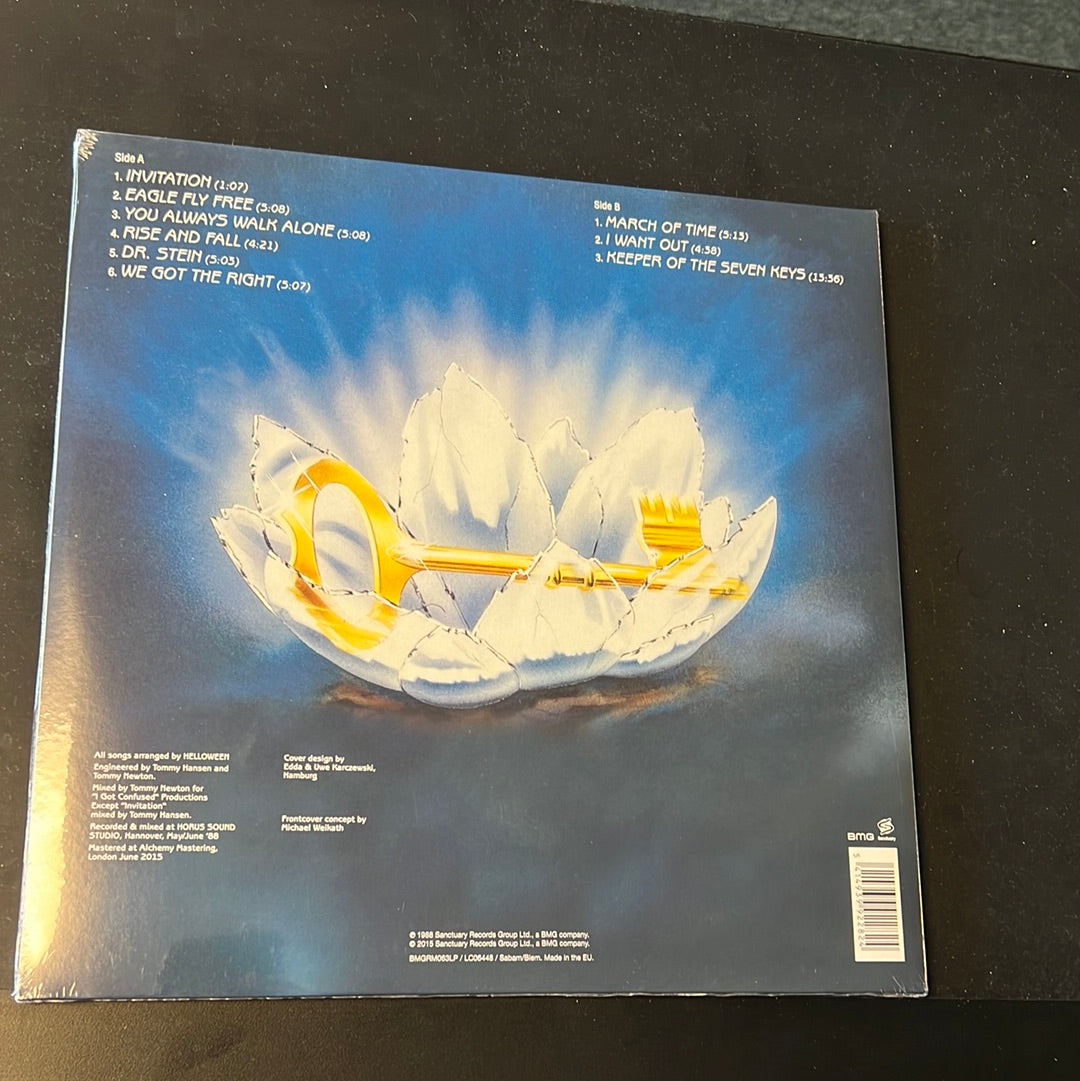 Side A
1. INVITATION (1:07)
2. EAGLE FLY FREE (5:08)
3. YOU ALWAYS WALK ALONE (5:08)
4. RISE AND FALL (4:21)
5. DR. STEIN (5:03)
6. WE GOT THE RIGHT (5:07)
Side B
1. MARCH OF TIME (5:13)
2. I WANT OUT (4:38)
3. KEEPER OF THE SEVEN KEYS (13:36)
All songs arranged by HELLOWEEN
Engineered by Tommy Hansen and
Tommy Newton.
Mixed by Tommy Newton for
"I Got Confused" Productions
Except "Invitation"
mixed by Tommy Hansen.
Recorded & mixed at HORUS SOUND
STUDIO, Hannover, May/June '88
Mastered at Alchemy Mastering,
London June 2015
Cover design by
Edda & Uwe Karczewski,
Hamburg
Frontcover concept by
Michael Weikath
BMG
Sanctuary
℗ 1988 Sanctuary Records Group Ltd., a BMG company.
© 2015 Sanctuary Records Group Ltd., a BMG company.
BMGRM063LP / LC06448 / Sabam/Biem. Made in the EU.
5 414939 922824